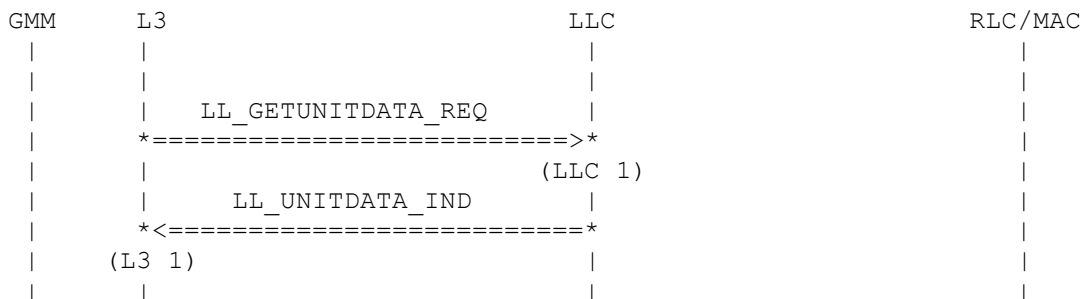 GMM L3 LLC RLC/MAC
LL_GETUNITDATA_REQ
*==========================>*
(LLC 1)
LL_UNITDATA_IND
*<==========================*
(L3 1)